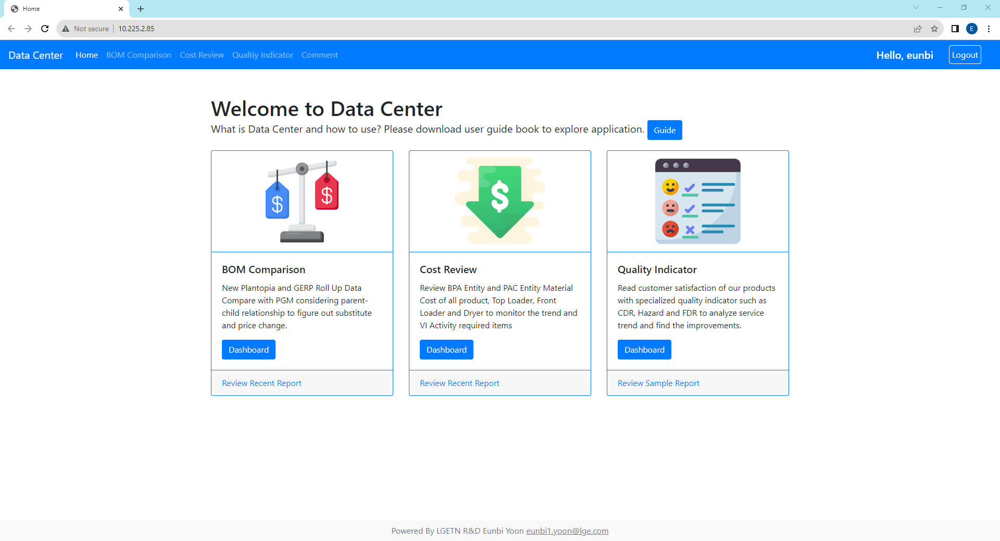 Home
Not secure 10.225.2.85
E
Data Center Home BOM Comparison Cost Review Qualtiy Indicator Comment Hello, eunbi Logout
Welcome to Data Center
What is Data Center and how to use? Please download user guide book to explore application. Guide
$ $
$
BOM Comparison
New Plantopia and GERP Roll Up Data
Compare with PGM considering parent-
child relationship to figure out substitute
and price change.
Dashboard
Review Recent Report
Cost Review
Review BPA Entity and PAC Entity Material
Cost of all product, Top Loader, Front
Loader and Dryer to monitor the trend and
VI Activity required items
Dashboard
Review Recent Report
Quality Indicator
Read customer satisfaction of our products
with specialized quality indicator such as
CDR, Hazard and FDR to analyze service
trend and find the improvements.
Dashboard
Review Sample Report
Powered By LGETN R&D Eunbi Yoon eunbi1.yoon@lge.com